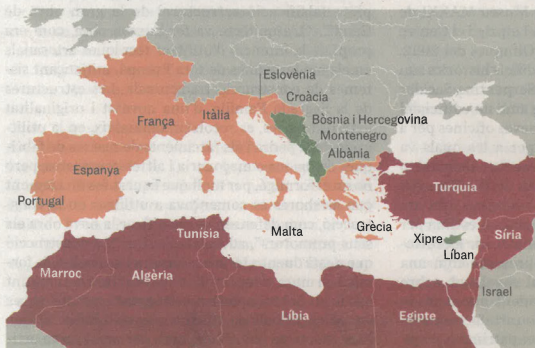 Eslovènia
Croàcia
Bòsnia i Hercegovina
Montenegro
Albània
França
Itàlia
Espanya
Portugal
Turquia
Grècia
Malta
Tunísia
Xipre
Síria
Líban
Marroc
Algèria
Israel
Líbia
Egipte